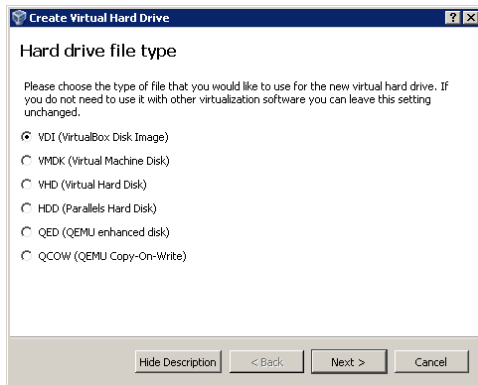 Create Virtual Hard Drive
Hard drive file type
Please choose the type of file that you would like to use for the new virtual hard drive. If
you do not need to use it with other virtualization software you can leave this setting
unchanged.
VDI (VirtualBox Disk Image)
VMDK (Virtual Machine Disk)
VHD (Virtual Hard Disk)
HDD (Parallels Hard Disk)
QED (QEMU enhanced disk)
QCOW (QEMU Copy-On-Write)
Hide Description < Back Next > Cancel